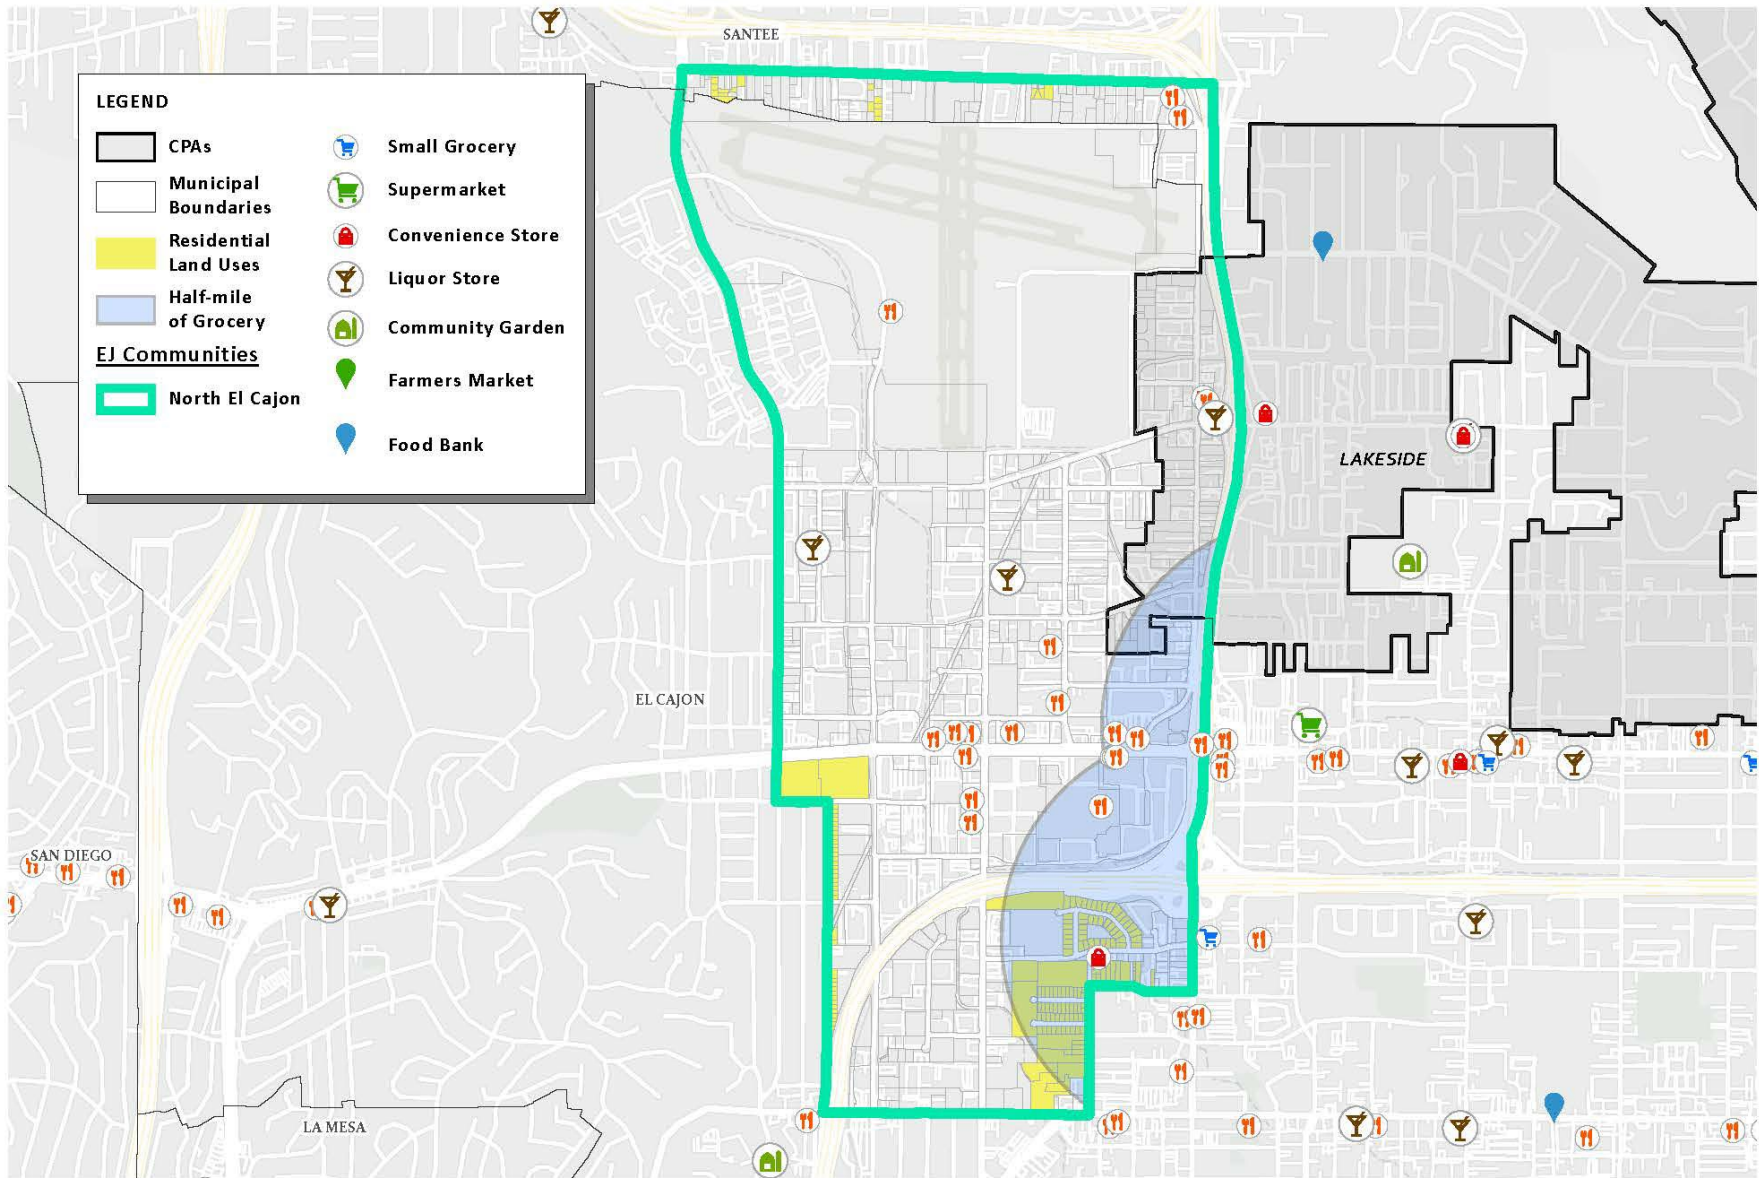 SANTEE
LEGEND
CPAs
Municipal
Boundaries
Residential
Land Uses
Half-mile
of Grocery
EJ Communities
North El Cajon
Small Grocery
Supermarket
Convenience Store
Liquor Store
Community Garden
Farmers Market
Food Bank
LAKESIDE
EL CAJON
SAN DIEGO
LA MESA